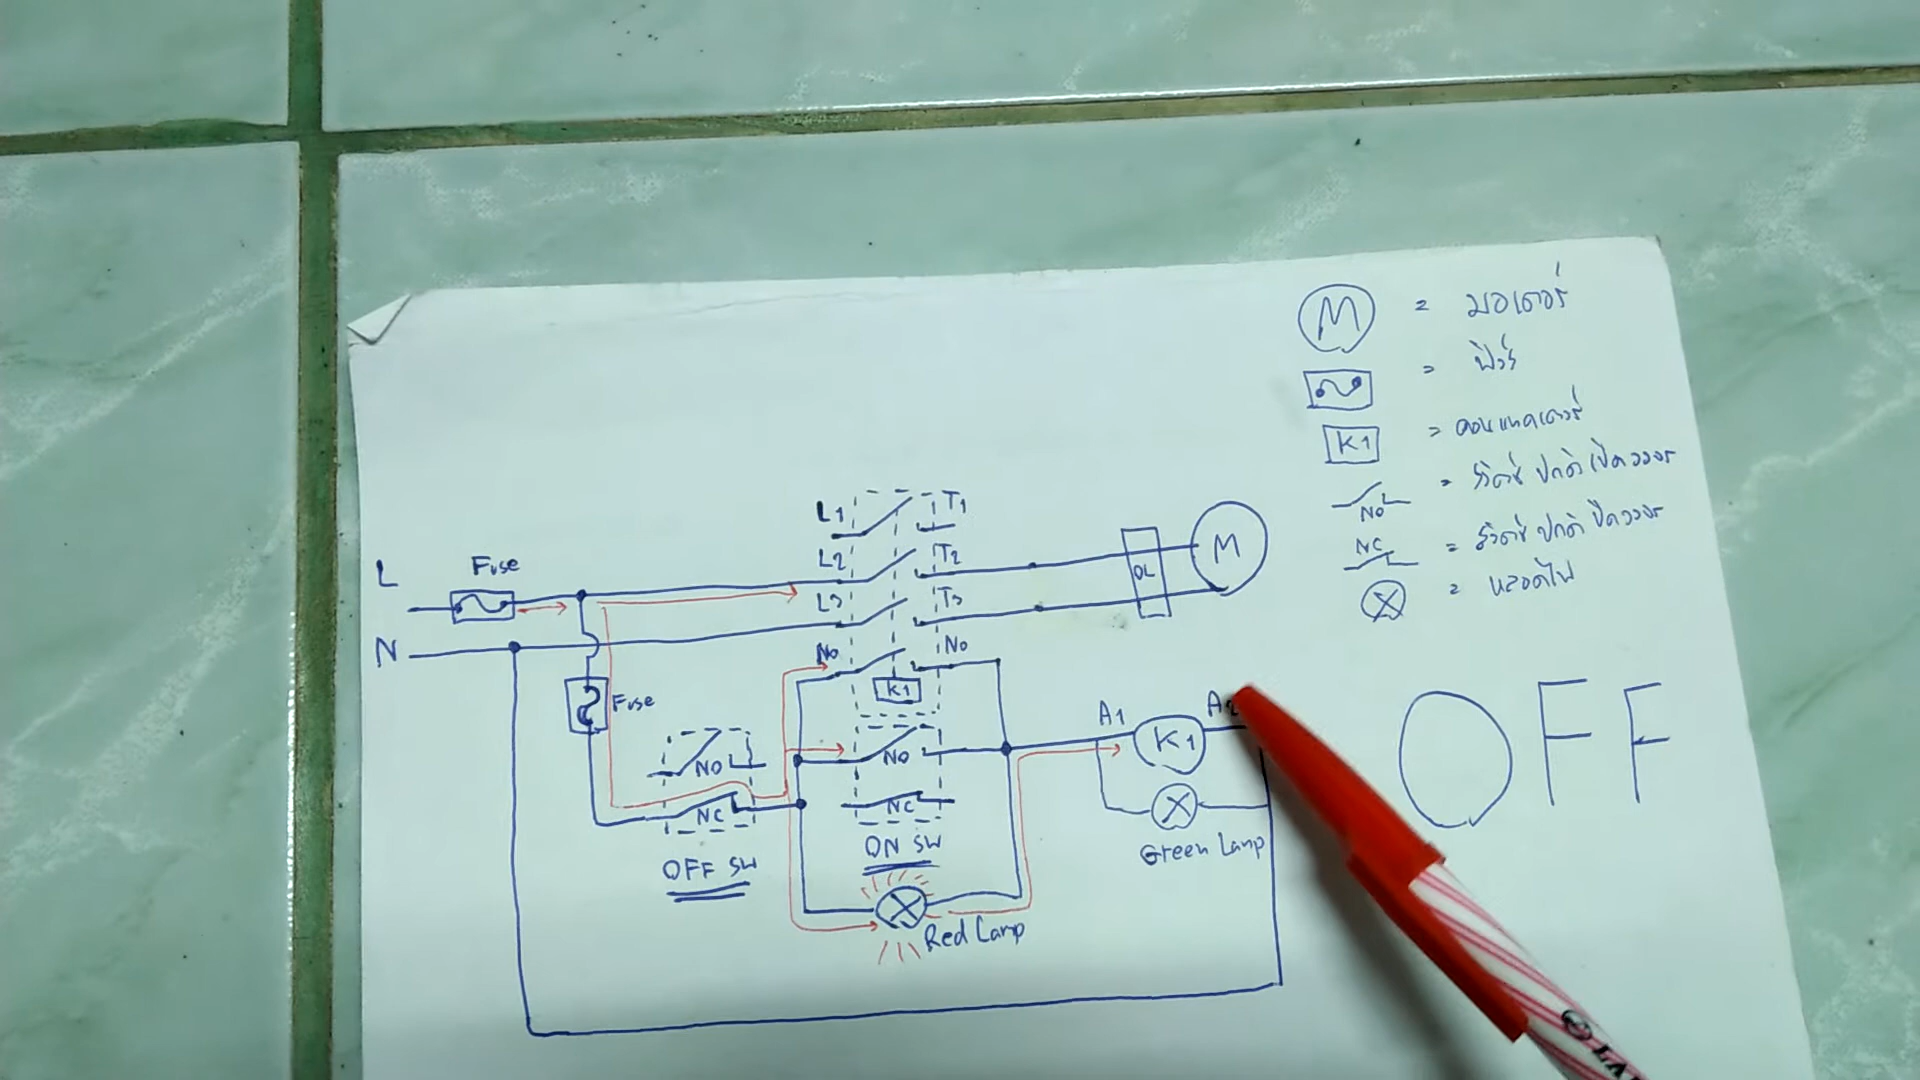 M = มอเตอร์
= ฟิวส์
K1 = คอนแทคเตอร์
NO = สวิตช์ ปกติ เปิดวงจร
NC = สวิตช์ ปกติ ปิดวงจร
= หลอดไฟ
L1 T1
L2 T2
L3 T3
NO NO
K1
L Fuse
N
Fuse
OL
M
NO
NC
OFF SW
NO
NC
ON SW
A1 K1 A2
Green Lamp
Red Lamp
OFF